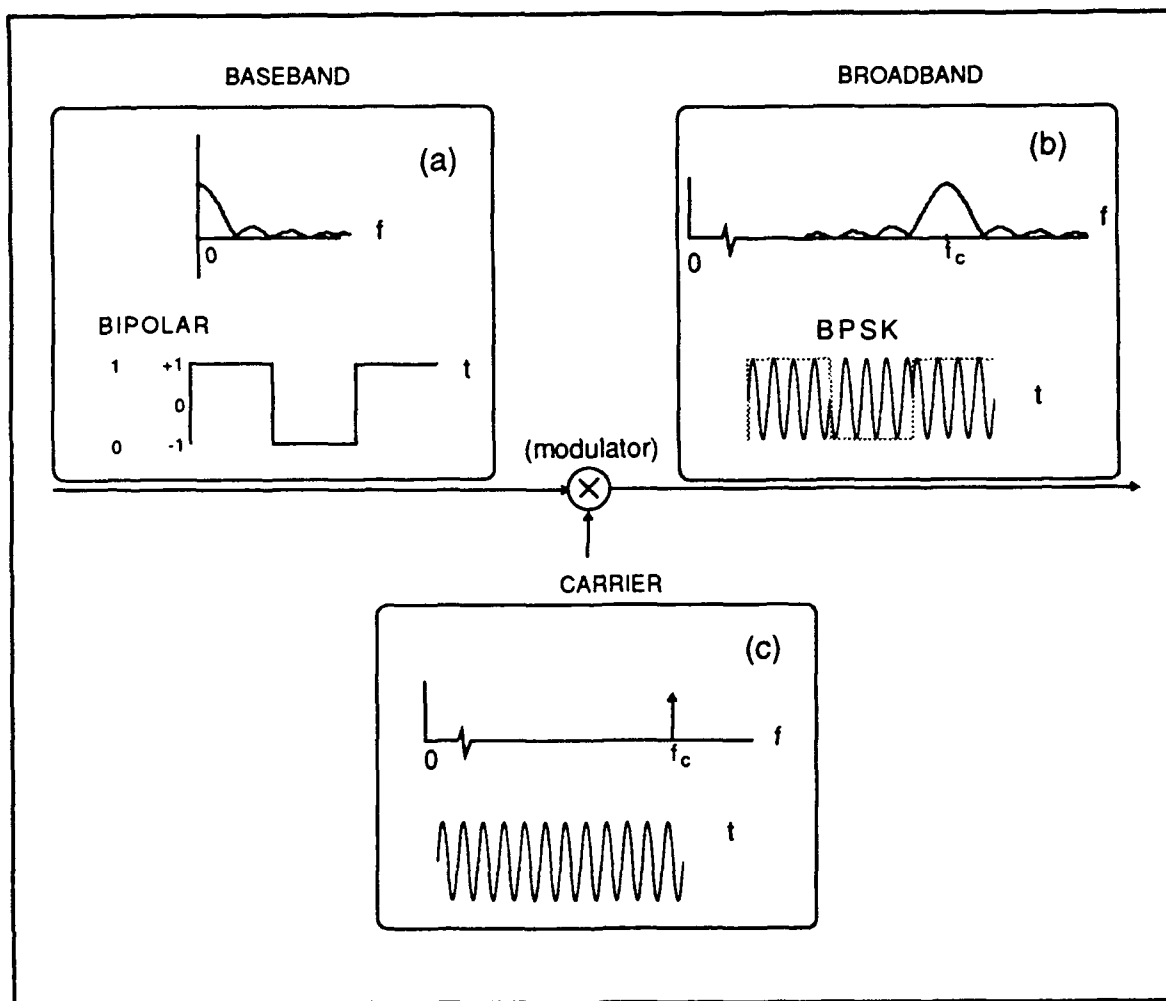 BASEBAND
(a)
f
0
BIPOLAR
1 +1
0
0 -1
t
BROADBAND
(b)
f
0
f c
BPSK
t
(modulator)
CARRIER
(c)
f
0
f c
t